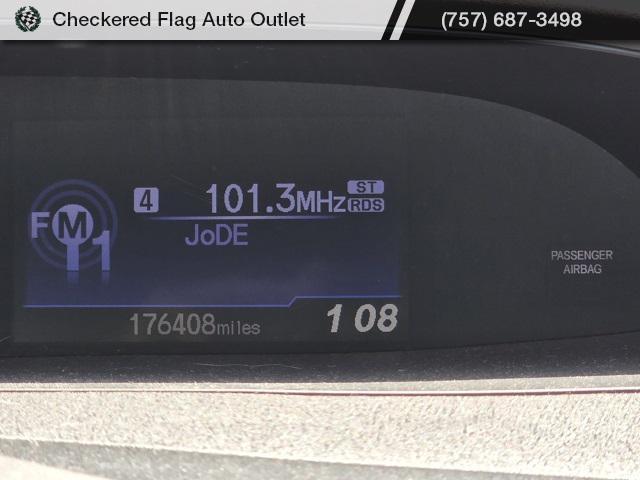 Checkered Flag Auto Outlet (757) 687-3498
4 101.3MHz ST
RDS
FM1
JoDE
PASSENGER
AIRBAG
176408miles 1 08